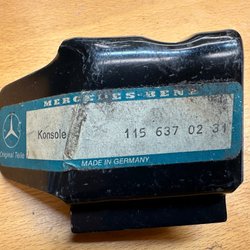 MERCEDES-BENZ
Konsole 115 637 02 31
Original Teile
MADE IN GERMANY